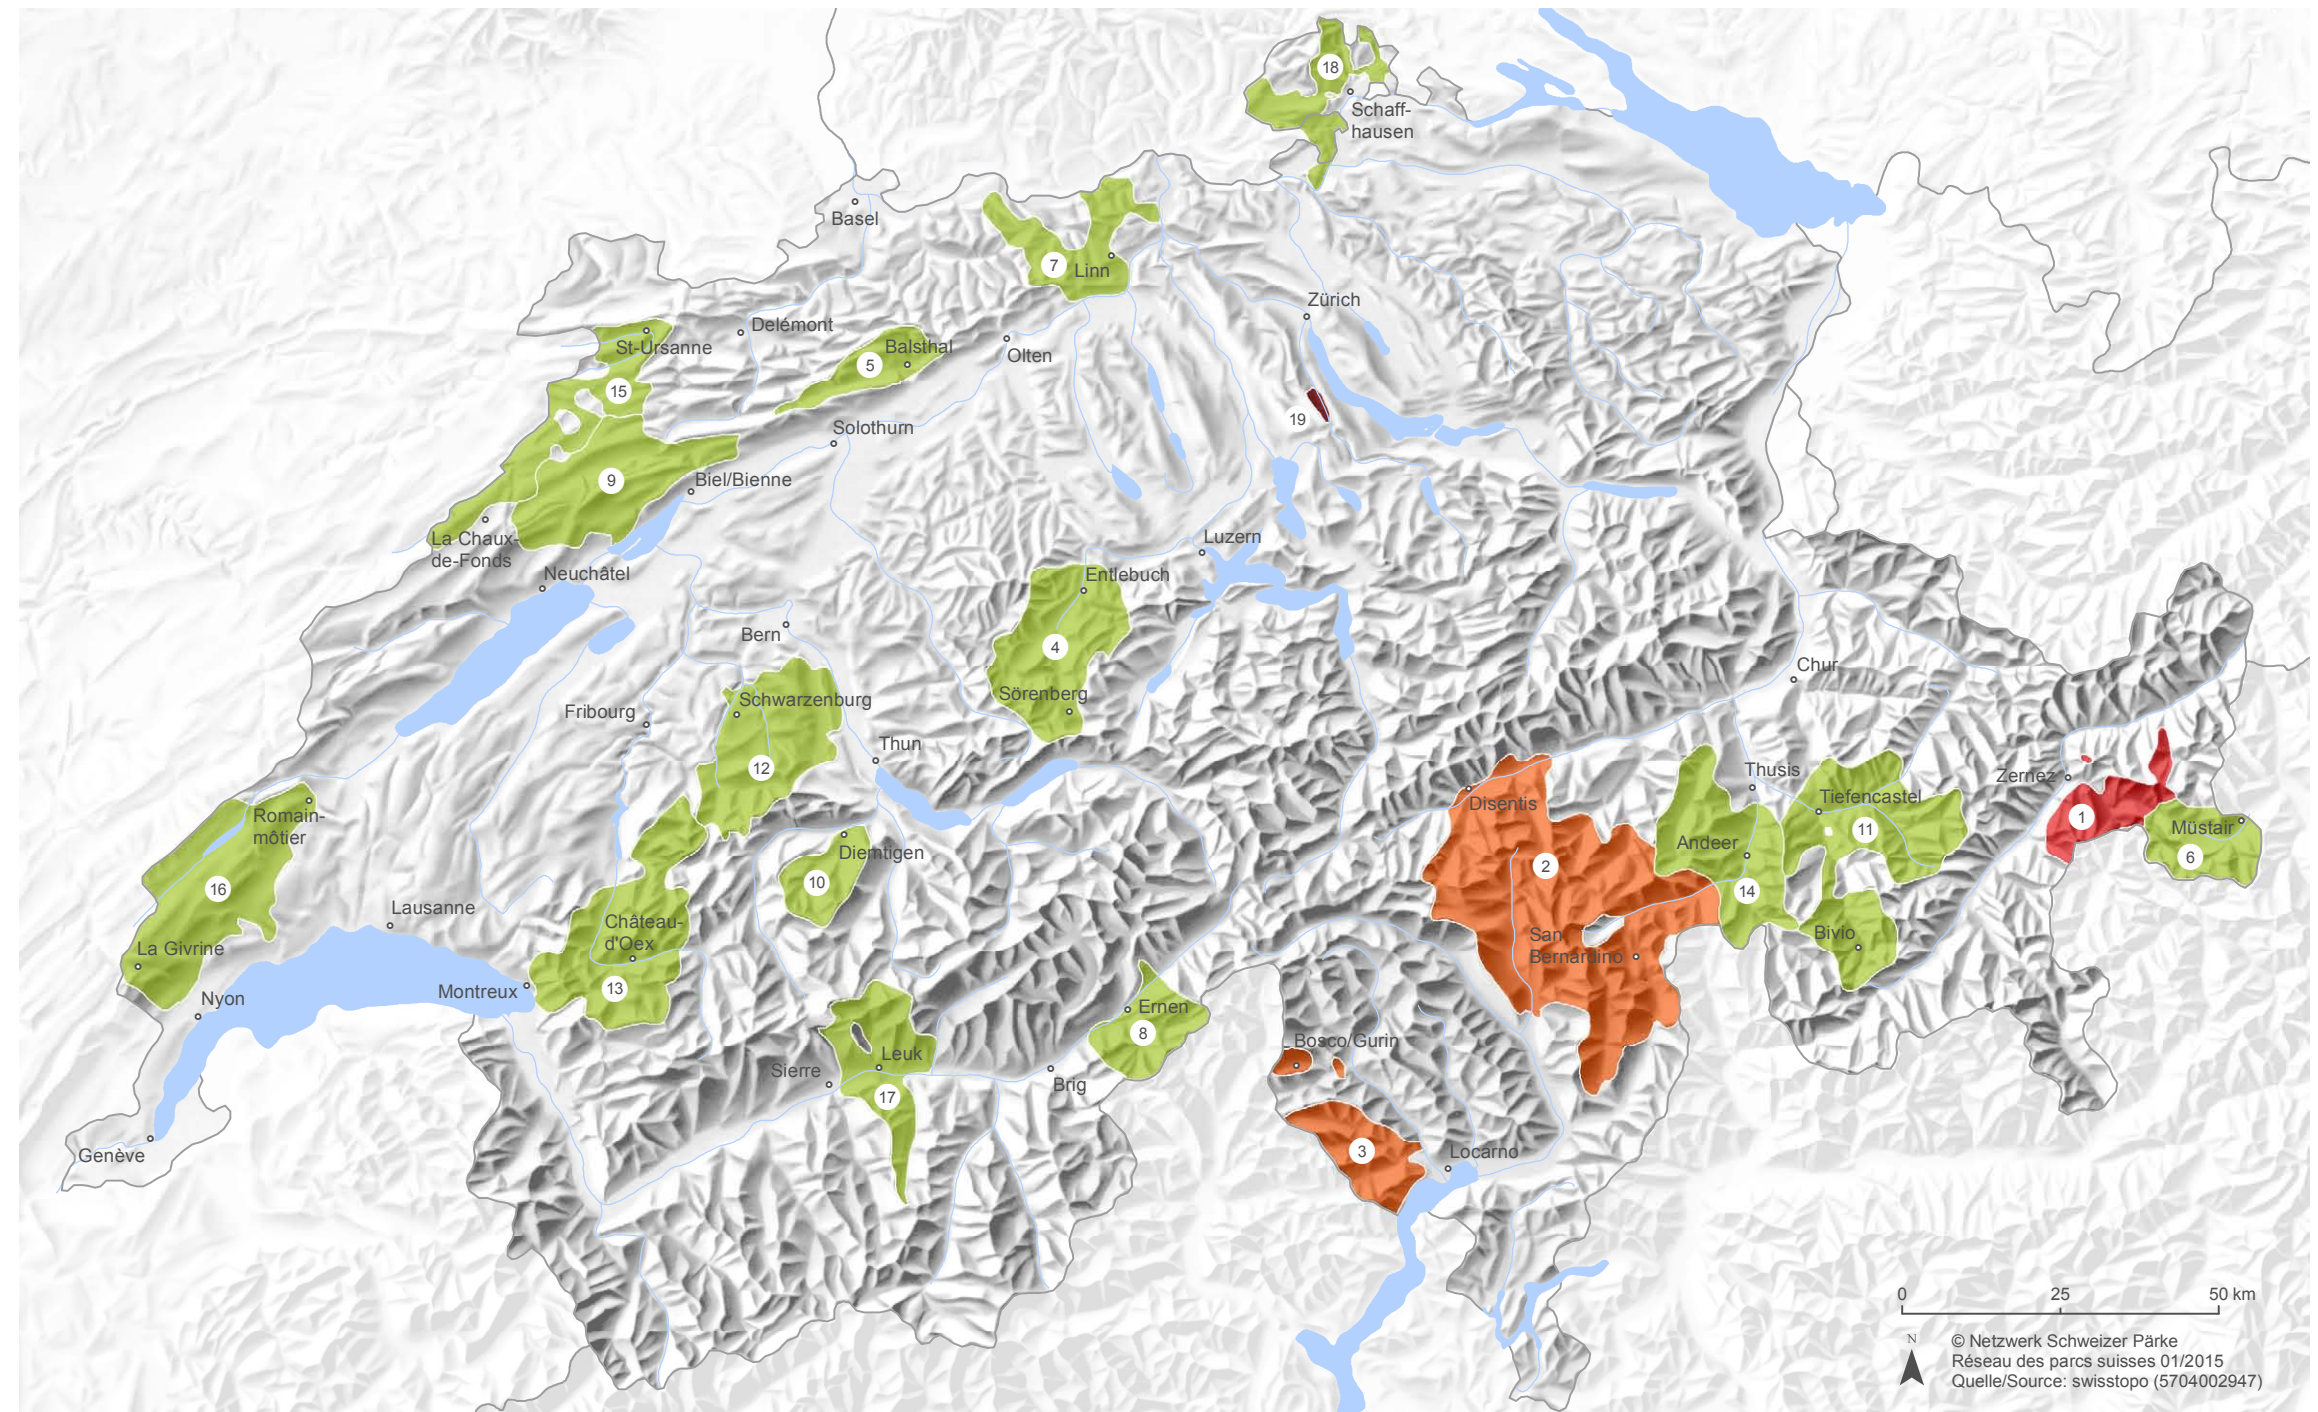 18
Schaff-
hausen
Basel
7
Linn
Zürich
Delémont
St-Ursanne
Balsthal
5
Olten
15
19
Solothurn
9
Biel/Bienne
La Chaux-
de-Fonds
Luzern
Neuchâtel
Entlebuch
Bern
4
Chur
Sörenberg
Schwarzenburg
Fribourg
Thun
12
Thusis
Zernez
Disentis
Tiefencastel
Romain-
môtier
1
11
Müstair
Andeer
Diemtigen
6
2
10
16
14
Lausanne
Château-
d'Oex
San
Bernardino
Bivio
La Givrine
13
Montreux
Nyon
Ernen
8
Bosco/Gurin
Leuk
Sierre
Brig
17
3
Locarno
Genève
0 25 50 km
N
© Netzwerk Schweizer Pärke
Réseau des parcs suisses 01/2015
Quelle/Source: swisstopo (5704002947)